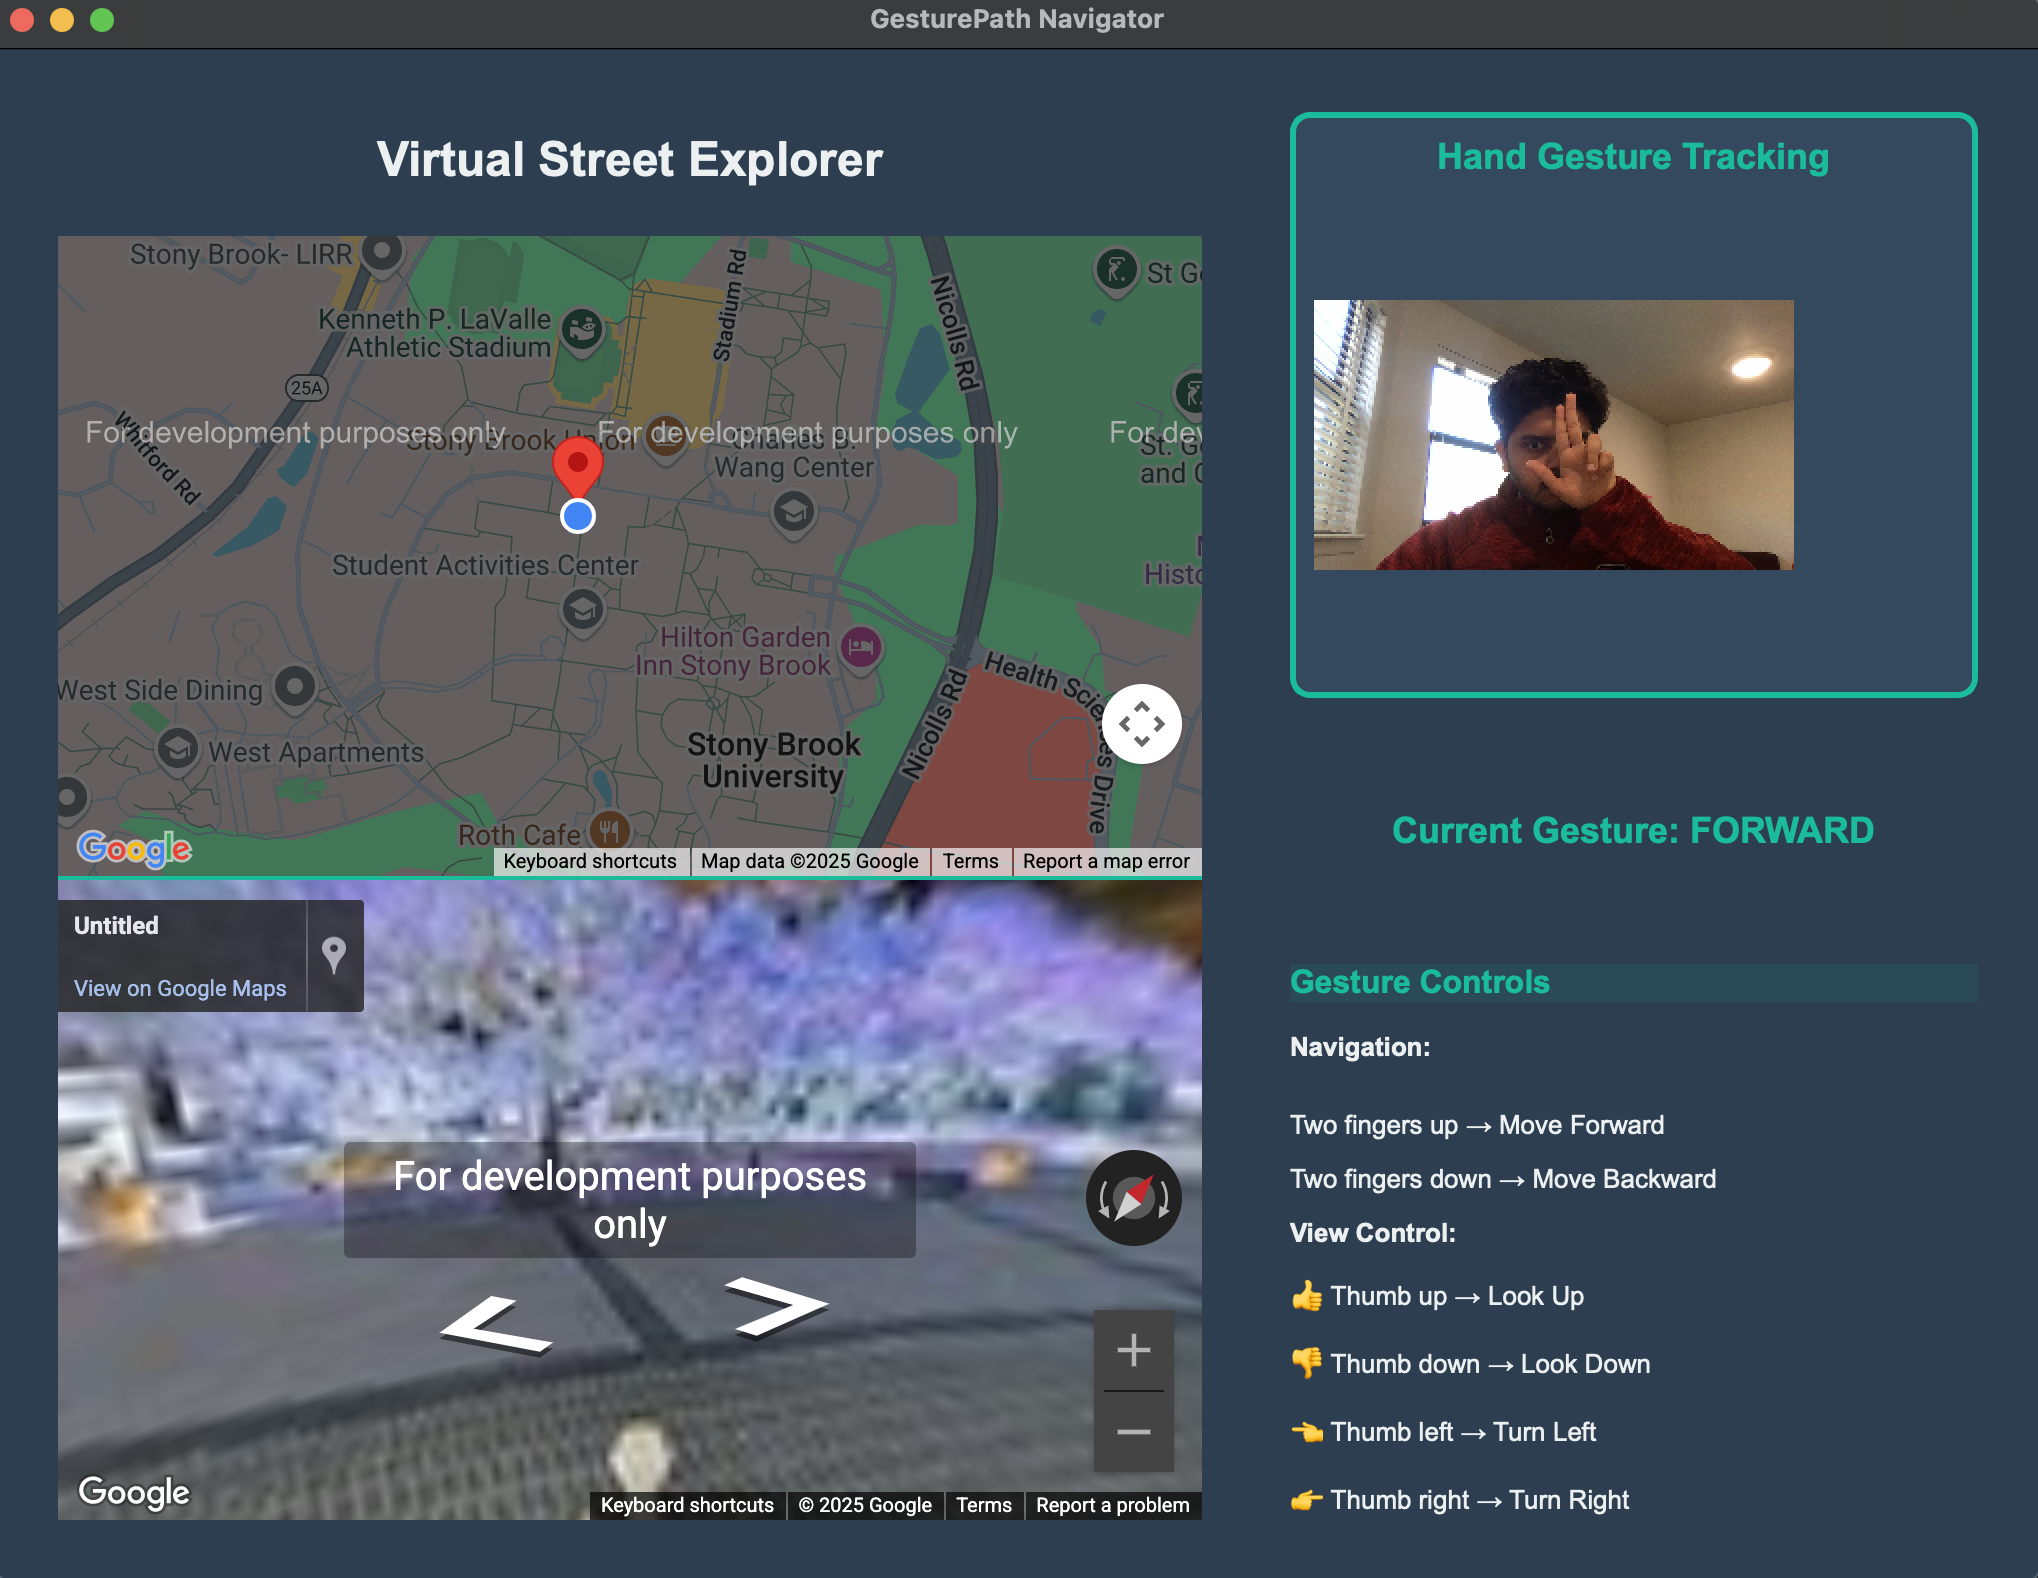 GesturePath Navigator
Virtual Street Explorer
Stony Brook- LIRR
Kenneth P. LaValle
Athletic Stadium
Stadium Rd
Nicolls Rd
St Ge
25A
Whitford Rd
For development purposes only
For development purposes only
For dev
Stony Brook Union
Charles B.
Wang Center
St. G
and C
Student Activities Center
Histo
Hilton Garden
Inn Stony Brook
Health Sciences Drive
Nicolls Rd
West Side Dining
West Apartments
Stony Brook
University
Roth Cafe
Google
Keyboard shortcuts
Map data ©2025 Google
Terms
Report a map error
Untitled
View on Google Maps
For development purposes
only
Google
Keyboard shortcuts
© 2025 Google
Terms
Report a problem
Hand Gesture Tracking
Current Gesture: FORWARD
Gesture Controls
Navigation:
Two fingers up → Move Forward
Two fingers down → Move Backward
View Control:
👍 Thumb up → Look Up
👎 Thumb down → Look Down
👈 Thumb left → Turn Left
👉 Thumb right → Turn Right